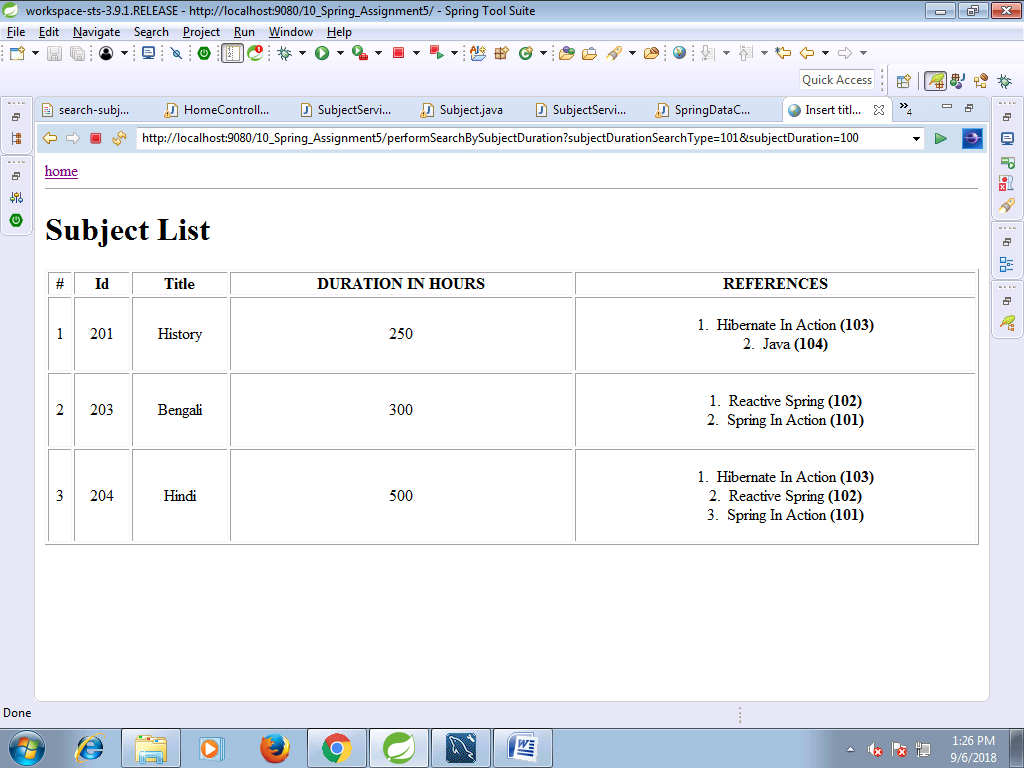 workspace-sts-3.9.1.RELEASE - http://localhost:9080/10_Spring_Assignment5/ - Spring Tool Suite
File Edit Navigate Search Project Run Window Help
Quick Access
search-subj... HomeControll... SubjectServi... Subject.java SubjectServi... SpringDataC... Insert titl... »4
http://localhost:9080/10_Spring_Assignment5/performSearchBySubjectDuration?subjectDurationSearchType=101&subjectDuration=100
home
Subject List
# Id Title DURATION IN HOURS REFERENCES
1 201 History 250 1. Hibernate In Action (103)
2. Java (104)
2 203 Bengali 300 1. Reactive Spring (102)
2. Spring In Action (101)
3 204 Hindi 500 1. Hibernate In Action (103)
2. Reactive Spring (102)
3. Spring In Action (101)
Done
1:26 PM
9/6/2018